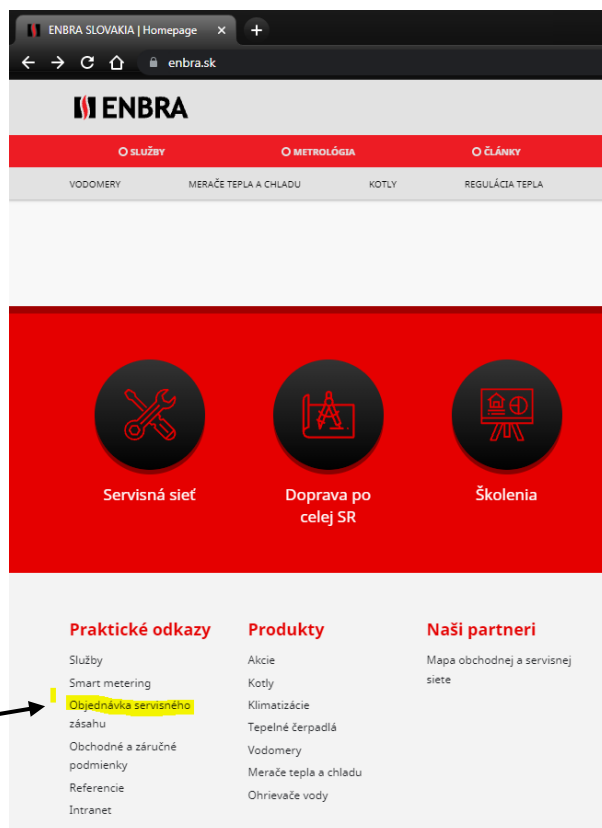 ENBRA SLOVAKIA | Homepage
enbra.sk
ENBRA
SLUŽBY METROLÓGIA ČLÁNKY
VODOMERY MERAČE TEPLA A CHLADU KOTLY REGULÁCIA TEPLA
Servisná sieť
Doprava po
celej SR
Školenia
Praktické odkazy
Služby
Smart metering
Objednávka servisného
zásahu
Obchodné a záručné
podmienky
Referencie
Intranet
Produkty
Akcie
Kotly
Klimatizácie
Tepelné čerpadlá
Vodomery
Merače tepla a chladu
Ohrievače vody
Naši partneri
Mapa obchodnej a servisnej
siete